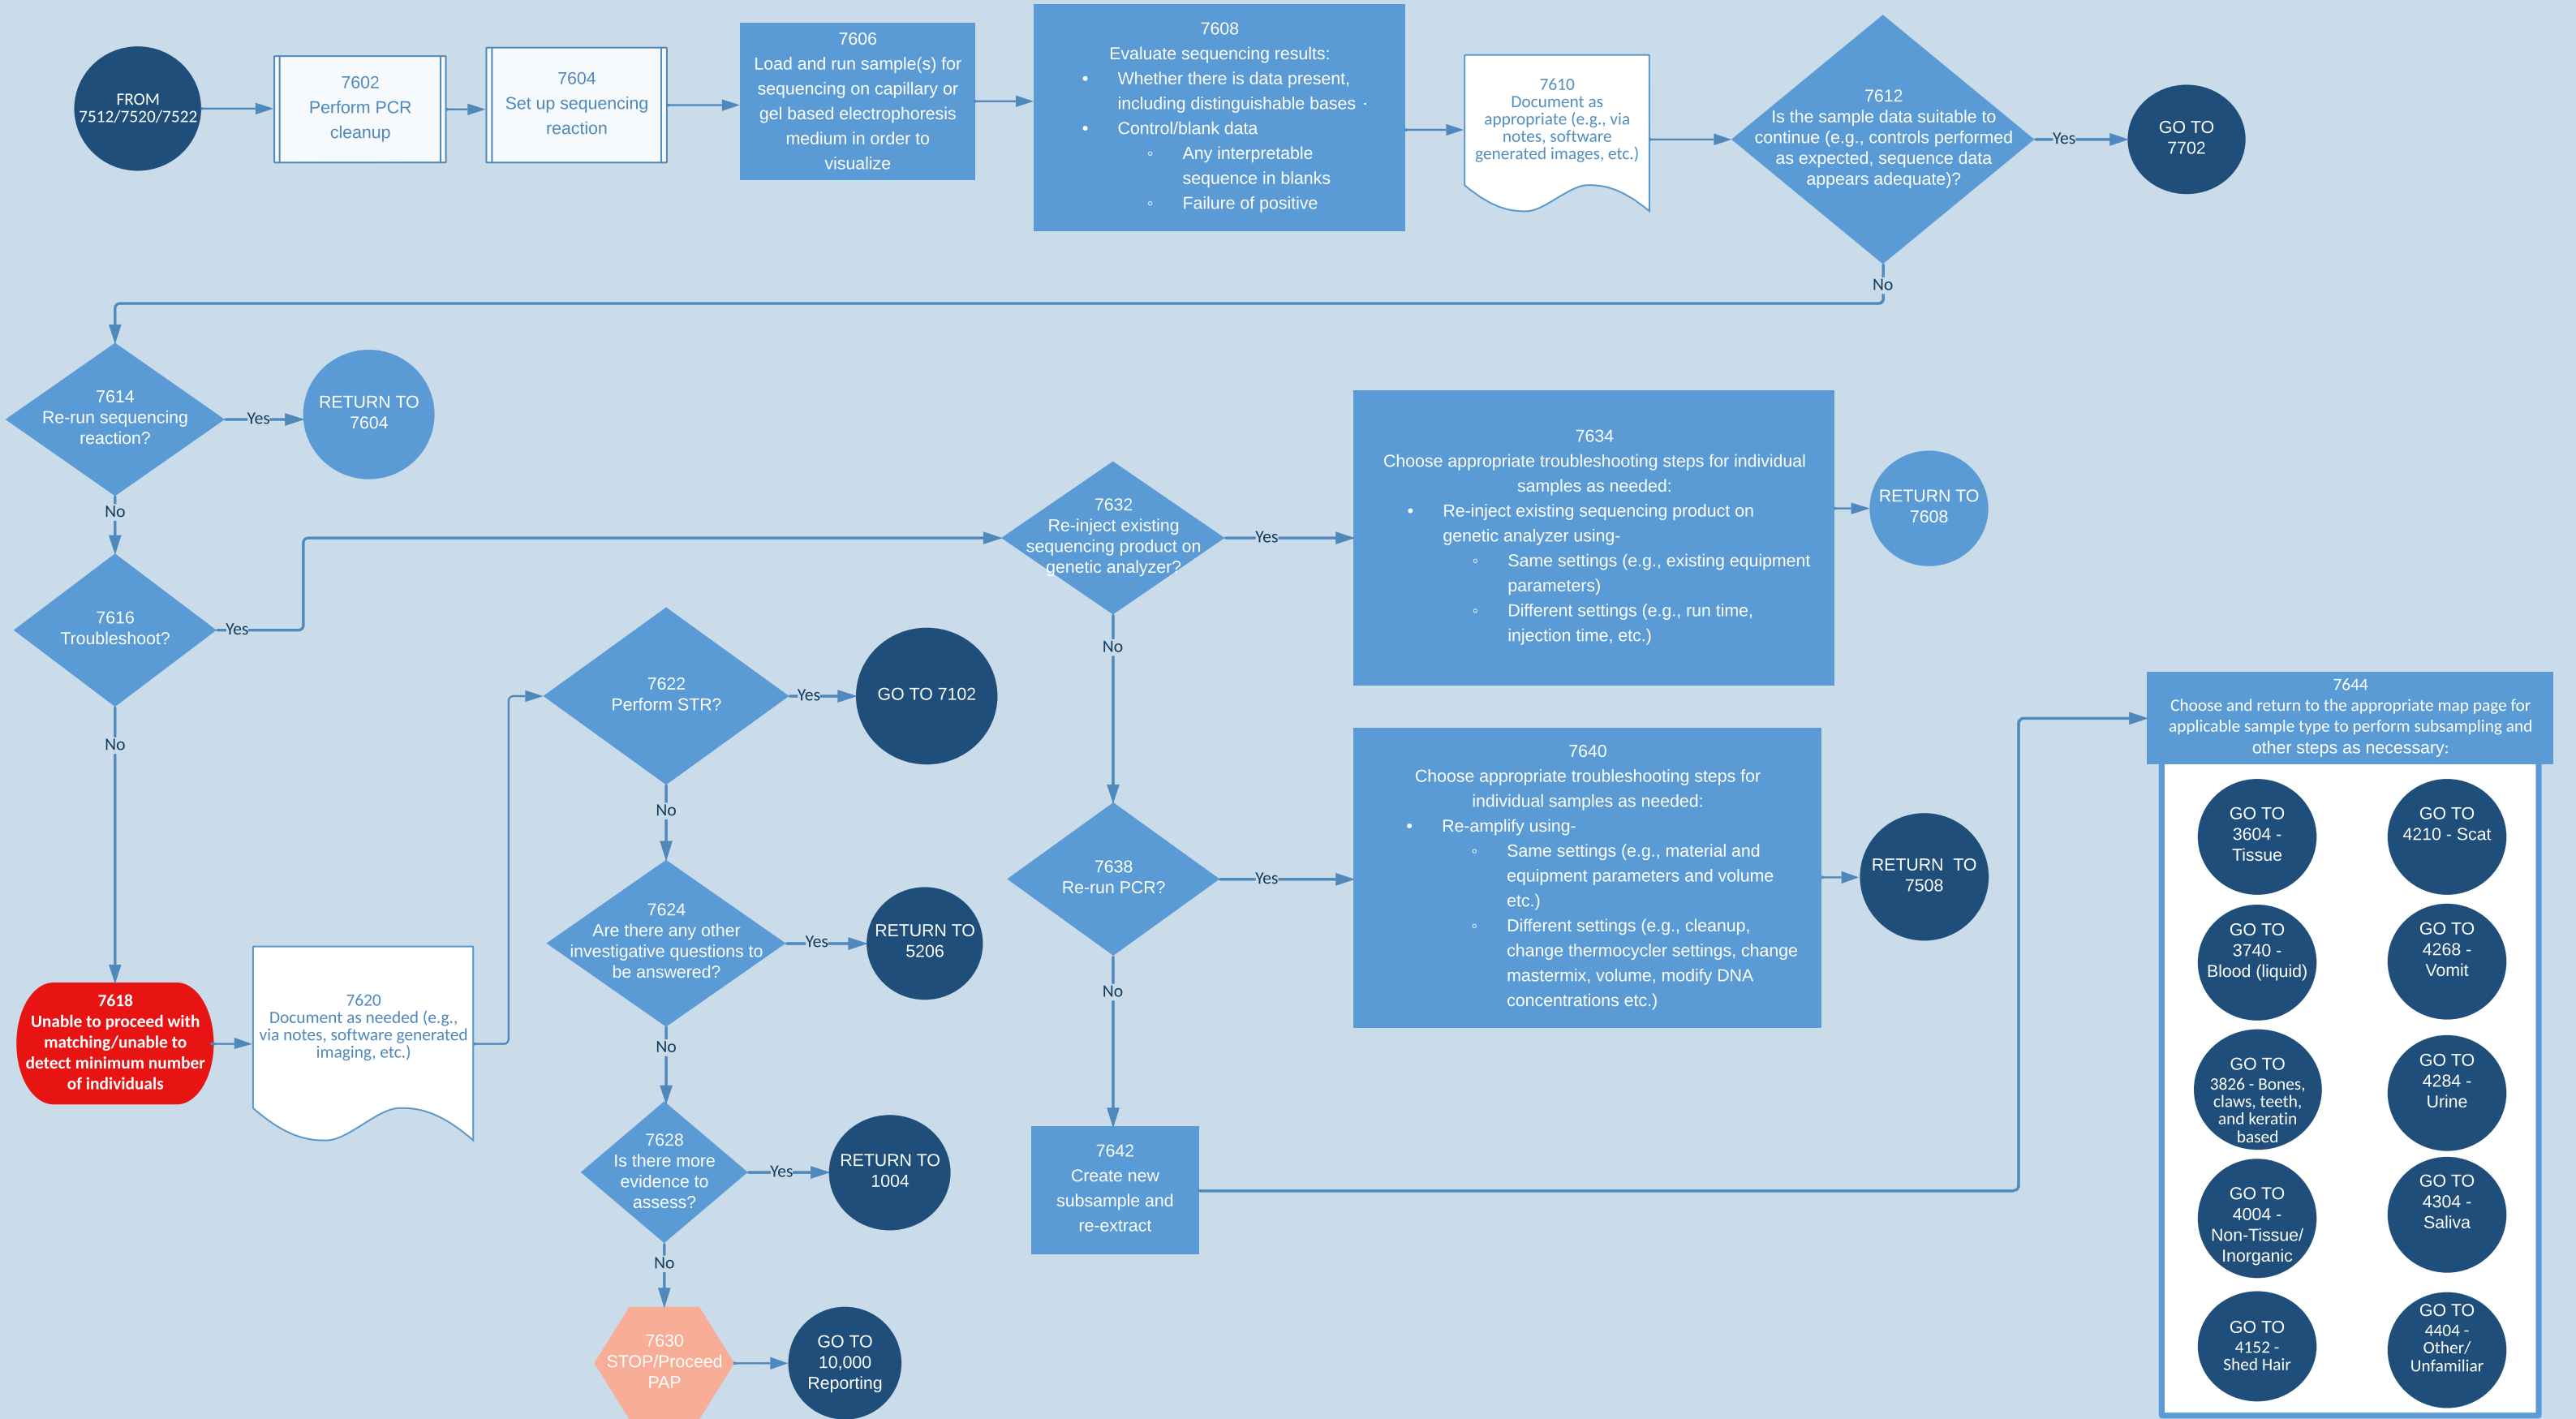 FROM
7512/7520/7522
7602
Perform PCR
cleanup
7604
Set up sequencing
reaction
7606
Load and run sample(s) for
sequencing on capillary or
gel based electrophoresis
medium in order to
visualize
7608
Evaluate sequencing results:
• Whether there is data present,
including distinguishable bases -
• Control/blank data
◦ Any interpretable
sequence in blanks
◦ Failure of positive
7610
Document as
appropriate (e.g., via
notes, software
generated images, etc.)
7612
Is the sample data suitable to
continue (e.g., controls performed
as expected, sequence data
appears adequate)?
Yes
GO TO
7702
No
7614
Re-run sequencing
reaction?
Yes
RETURN TO
7604
No
7616
Troubleshoot?
Yes
No
7618
Unable to proceed with
matching/unable to
detect minimum number
of individuals
7620
Document as needed (e.g.,
via notes, software generated
imaging, etc.)
7622
Perform STR?
Yes
GO TO 7102
No
7624
Are there any other
investigative questions to
be answered?
Yes
RETURN TO
5206
No
7628
Is there more
evidence to
assess?
Yes
RETURN TO
1004
No
7630
STOP/Proceed
PAP
GO TO
10,000
Reporting
7632
Re-inject existing
sequencing product on
genetic analyzer?
Yes
7634
Choose appropriate troubleshooting steps for individual
samples as needed:
• Re-inject existing sequencing product on
genetic analyzer using-
◦ Same settings (e.g., existing equipment
parameters)
◦ Different settings (e.g., run time,
injection time, etc.)
RETURN TO
7608
No
7638
Re-run PCR?
Yes
7640
Choose appropriate troubleshooting steps for
individual samples as needed:
• Re-amplify using-
◦ Same settings (e.g., material and
equipment parameters and volume
etc.)
◦ Different settings (e.g., cleanup,
change thermocycler settings, change
mastermix, volume, modify DNA
concentrations etc.)
RETURN TO
7508
No
7642
Create new
subsample and
re-extract
7644
Choose and return to the appropriate map page for
applicable sample type to perform subsampling and
other steps as necessary:
GO TO
3604 -
Tissue
GO TO
4210 - Scat
GO TO
3740 -
Blood (liquid)
GO TO
4268 -
Vomit
GO TO
3826 - Bones,
claws, teeth,
and keratin
based
GO TO
4284 -
Urine
GO TO
4004 -
Non-Tissue/
Inorganic
GO TO
4304 -
Saliva
GO TO
4152 -
Shed Hair
GO TO
4404 -
Other/
Unfamiliar